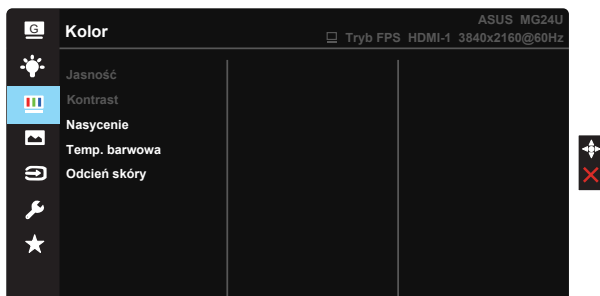 G
Kolor
ASUS MG24U
Tryb FPS HDMI-1 3840x2160@60Hz
Jasność
Kontrast
Nasycenie
Temp. barwowa
Odcień skóry